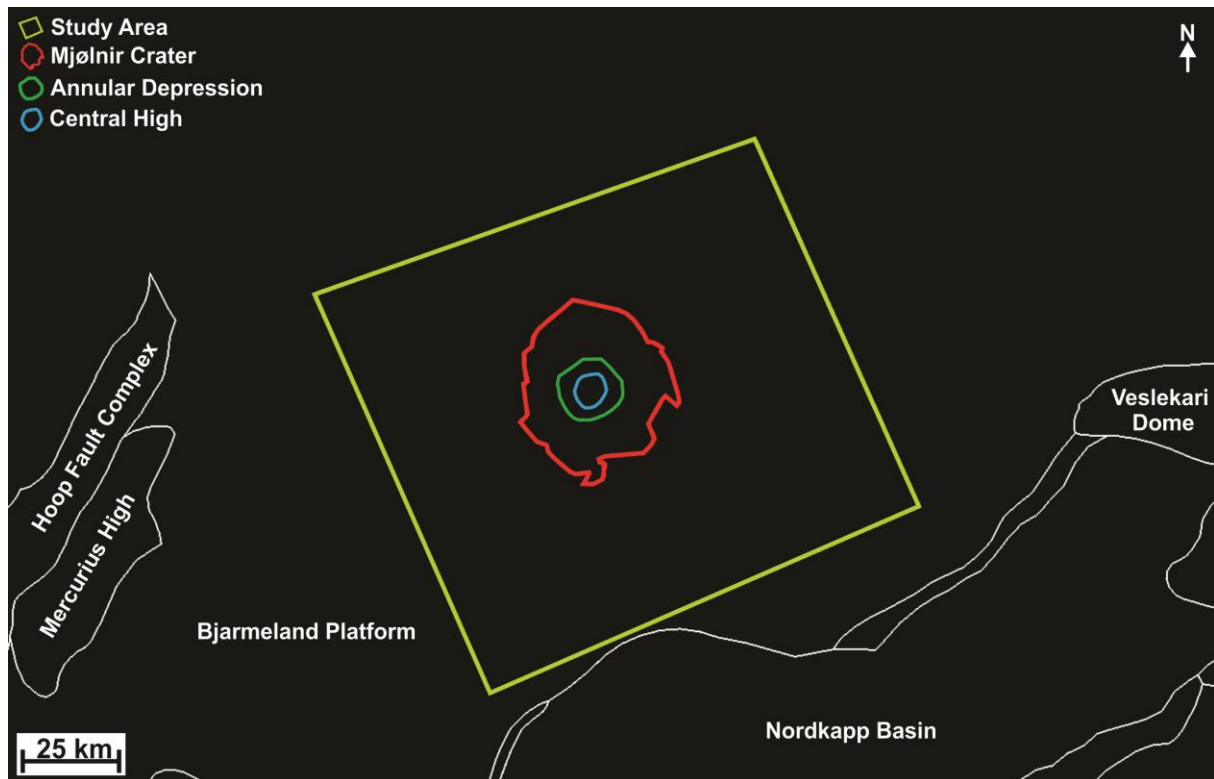 Study Area
Mjølnir Crater
Annular Depression
Central High
N
Hoop Fault Complex
Mercurius High
Veslekari
Dome
Bjarmeland Platform
Nordkapp Basin
25 km